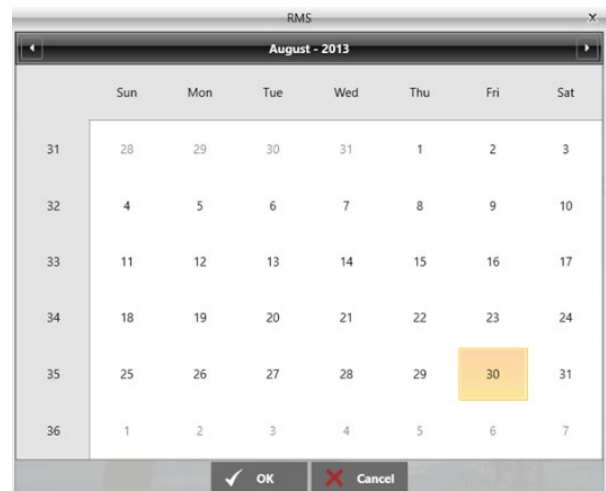 RMS x
August - 2013
Sun Mon Tue Wed Thu Fri Sat
31 28 29 30 31 1 2 3
32 4 5 6 7 8 9 10
33 11 12 13 14 15 16 17
34 18 19 20 21 22 23 24
35 25 26 27 28 29 30 31
36 1 2 3 4 5 6 7
OK Cancel